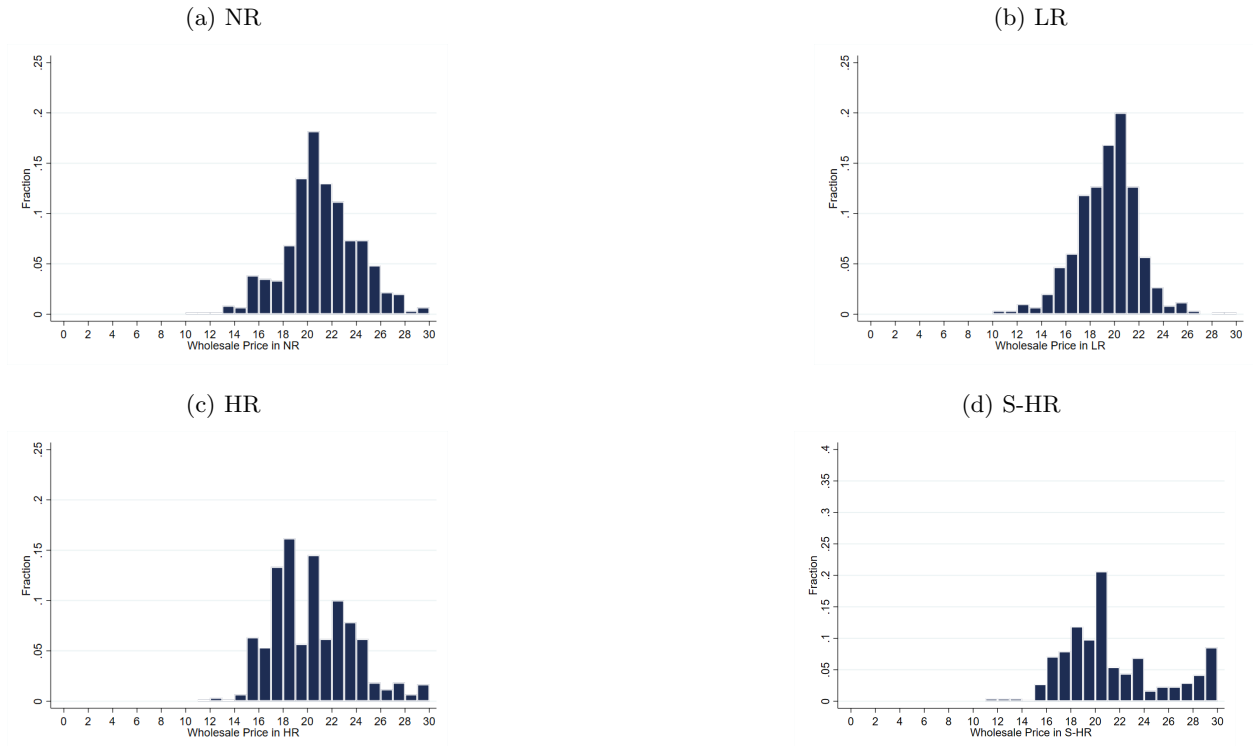 (a) NR
(b) LR
.25
.2
.15
.1
.05
0
Fraction
0 2 4 6 8 10 12 14 16 18 20 22 24 26 28 30
Wholesale Price in NR
.25
.2
.15
.1
.05
0
Fraction
0 2 4 6 8 10 12 14 16 18 20 22 24 26 28 30
Wholesale Price in LR
(c) HR
(d) S-HR
.25
.2
.15
.1
.05
0
Fraction
0 2 4 6 8 10 12 14 16 18 20 22 24 26 28 30
Wholesale Price in HR
.4
.35
.3
.25
.2
.15
.1
.05
0
Fraction
0 2 4 6 8 10 12 14 16 18 20 22 24 26 28 30
Wholesale Price in S-HR